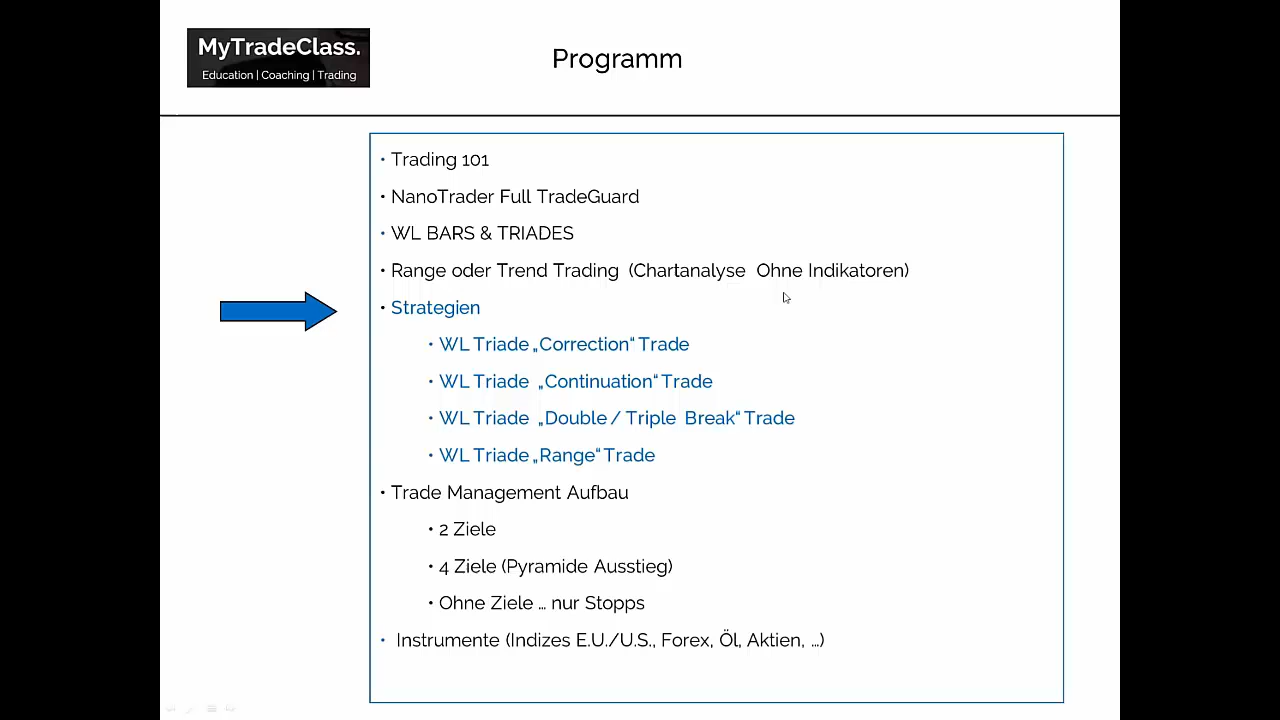 MyTradeClass.
Education | Coaching | Trading
Programm
• Trading 101
• NanoTrader Full TradeGuard
• WL BARS & TRIADES
• Range oder Trend Trading (Chartanalyse Ohne Indikatoren)
• Strategien
• WL Triade „Correction“ Trade
• WL Triade „Continuation“ Trade
• WL Triade „Double / Triple Break“ Trade
• WL Triade „Range“ Trade
• Trade Management Aufbau
• 2 Ziele
• 4 Ziele (Pyramide Ausstieg)
• Ohne Ziele ... nur Stopps
• Instrumente (Indizes E.U./U.S., Forex, Öl, Aktien, ...)